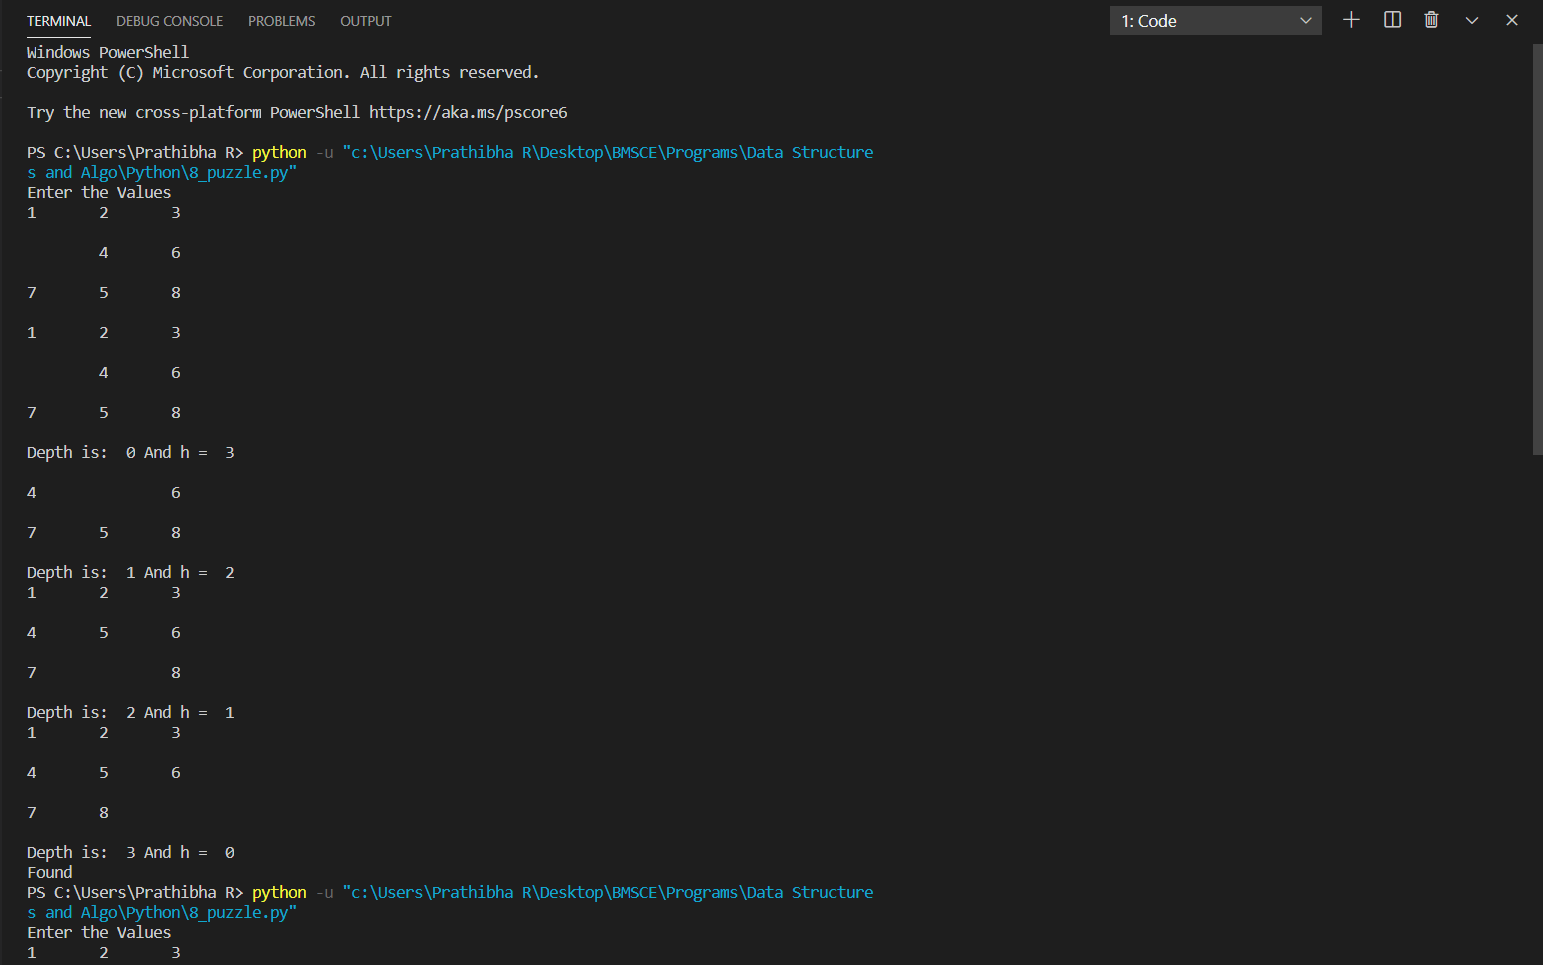 TERMINAL DEBUG CONSOLE PROBLEMS OUTPUT 1: Code
Windows PowerShell
Copyright (C) Microsoft Corporation. All rights reserved.
Try the new cross-platform PowerShell https://aka.ms/pscore6
PS C:\Users\Prathibha R> python -u "c:\Users\Prathibha R\Desktop\BMSCE\Programs\Data Structure
s and Algo\Python\8_puzzle.py"
Enter the Values
1 2 3
4 6
7 5 8
1 2 3
4 6
7 5 8
Depth is:  0 And h =  3
4 6
7 5 8
Depth is:  1 And h =  2
1 2 3
4 5 6
7 8
Depth is:  2 And h =  1
1 2 3
4 5 6
7 8
Depth is:  3 And h =  0
Found
PS C:\Users\Prathibha R> python -u "c:\Users\Prathibha R\Desktop\BMSCE\Programs\Data Structure
s and Algo\Python\8_puzzle.py"
Enter the Values
1 2 3